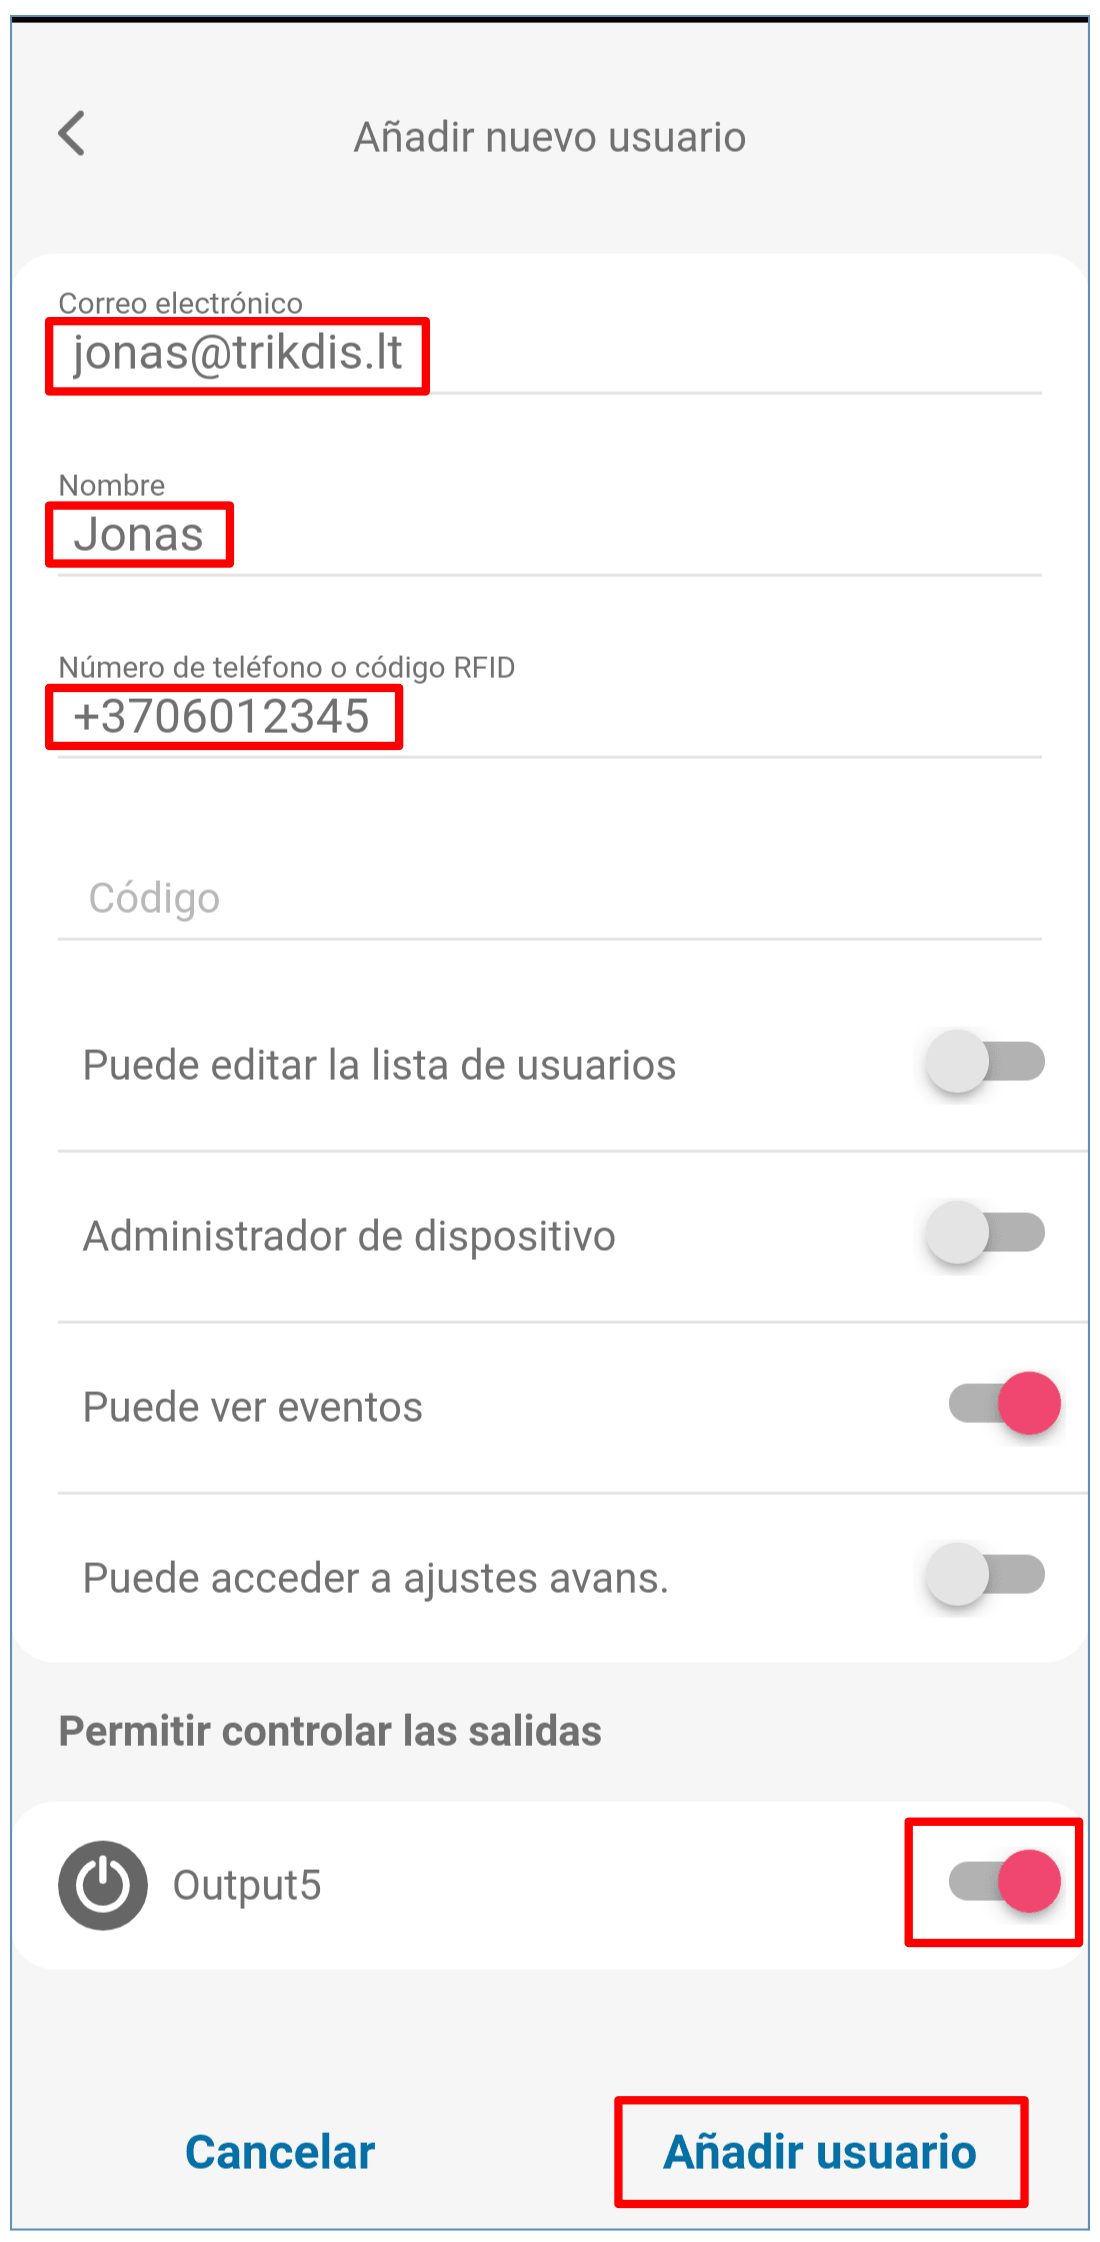 Añadir nuevo usuario
Correo electrónico
jonas@trikdis.lt
Nombre
Jonas
Número de teléfono o código RFID
+3706012345
Código
Puede editar la lista de usuarios
Administrador de dispositivo
Puede ver eventos
Puede acceder a ajustes avans.
Permitir controlar las salidas
Output5
Cancelar
Añadir usuario